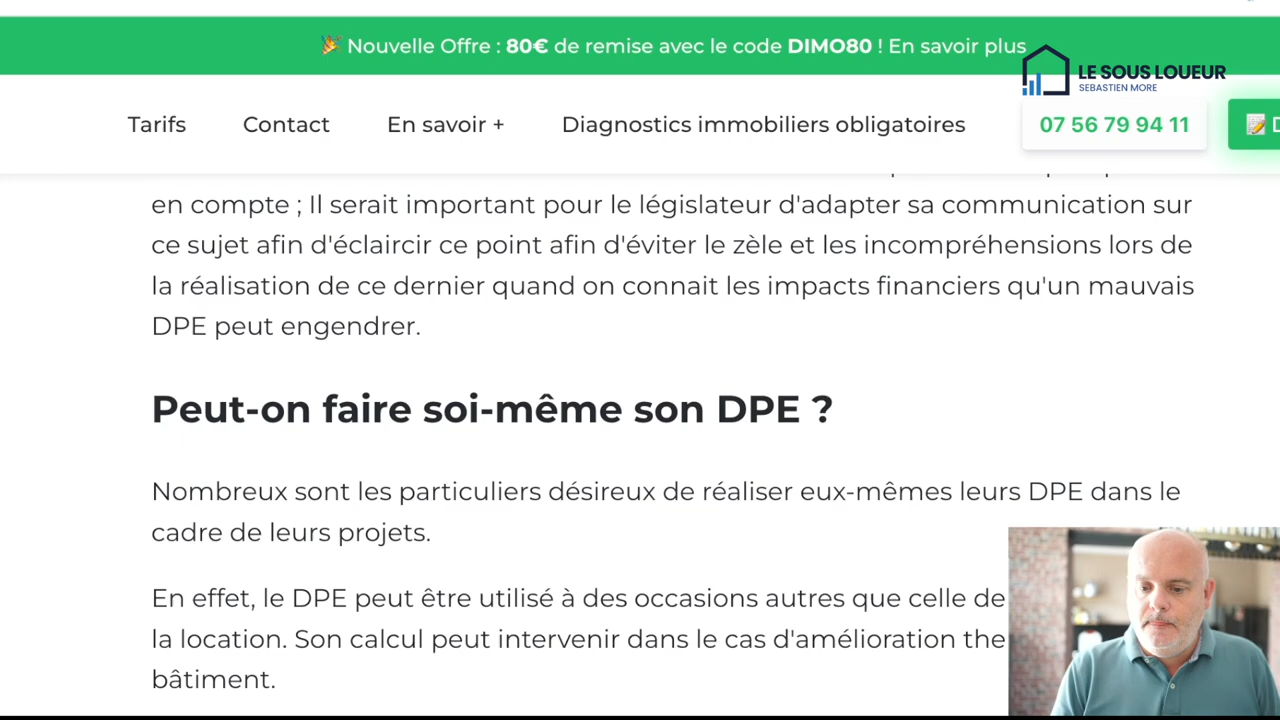 🎉 Nouvelle Offre : 80€ de remise avec le code DIMO80 ! En savoir plus
LE SOUS LOUEUR
SEBASTIEN MORE
Tarifs Contact En savoir + Diagnostics immobiliers obligatoires 07 56 79 94 11
en compte ; Il serait important pour le législateur d'adapter sa communication sur
ce sujet afin d'éclaircir ce point afin d'éviter le zèle et les incompréhensions lors de
la réalisation de ce dernier quand on connait les impacts financiers qu'un mauvais
DPE peut engendrer.
Peut-on faire soi-même son DPE ?
Nombreux sont les particuliers désireux de réaliser eux-mêmes leurs DPE dans le
cadre de leurs projets.
En effet, le DPE peut être utilisé à des occasions autres que celle de
la location. Son calcul peut intervenir dans le cas d'amélioration the
bâtiment.